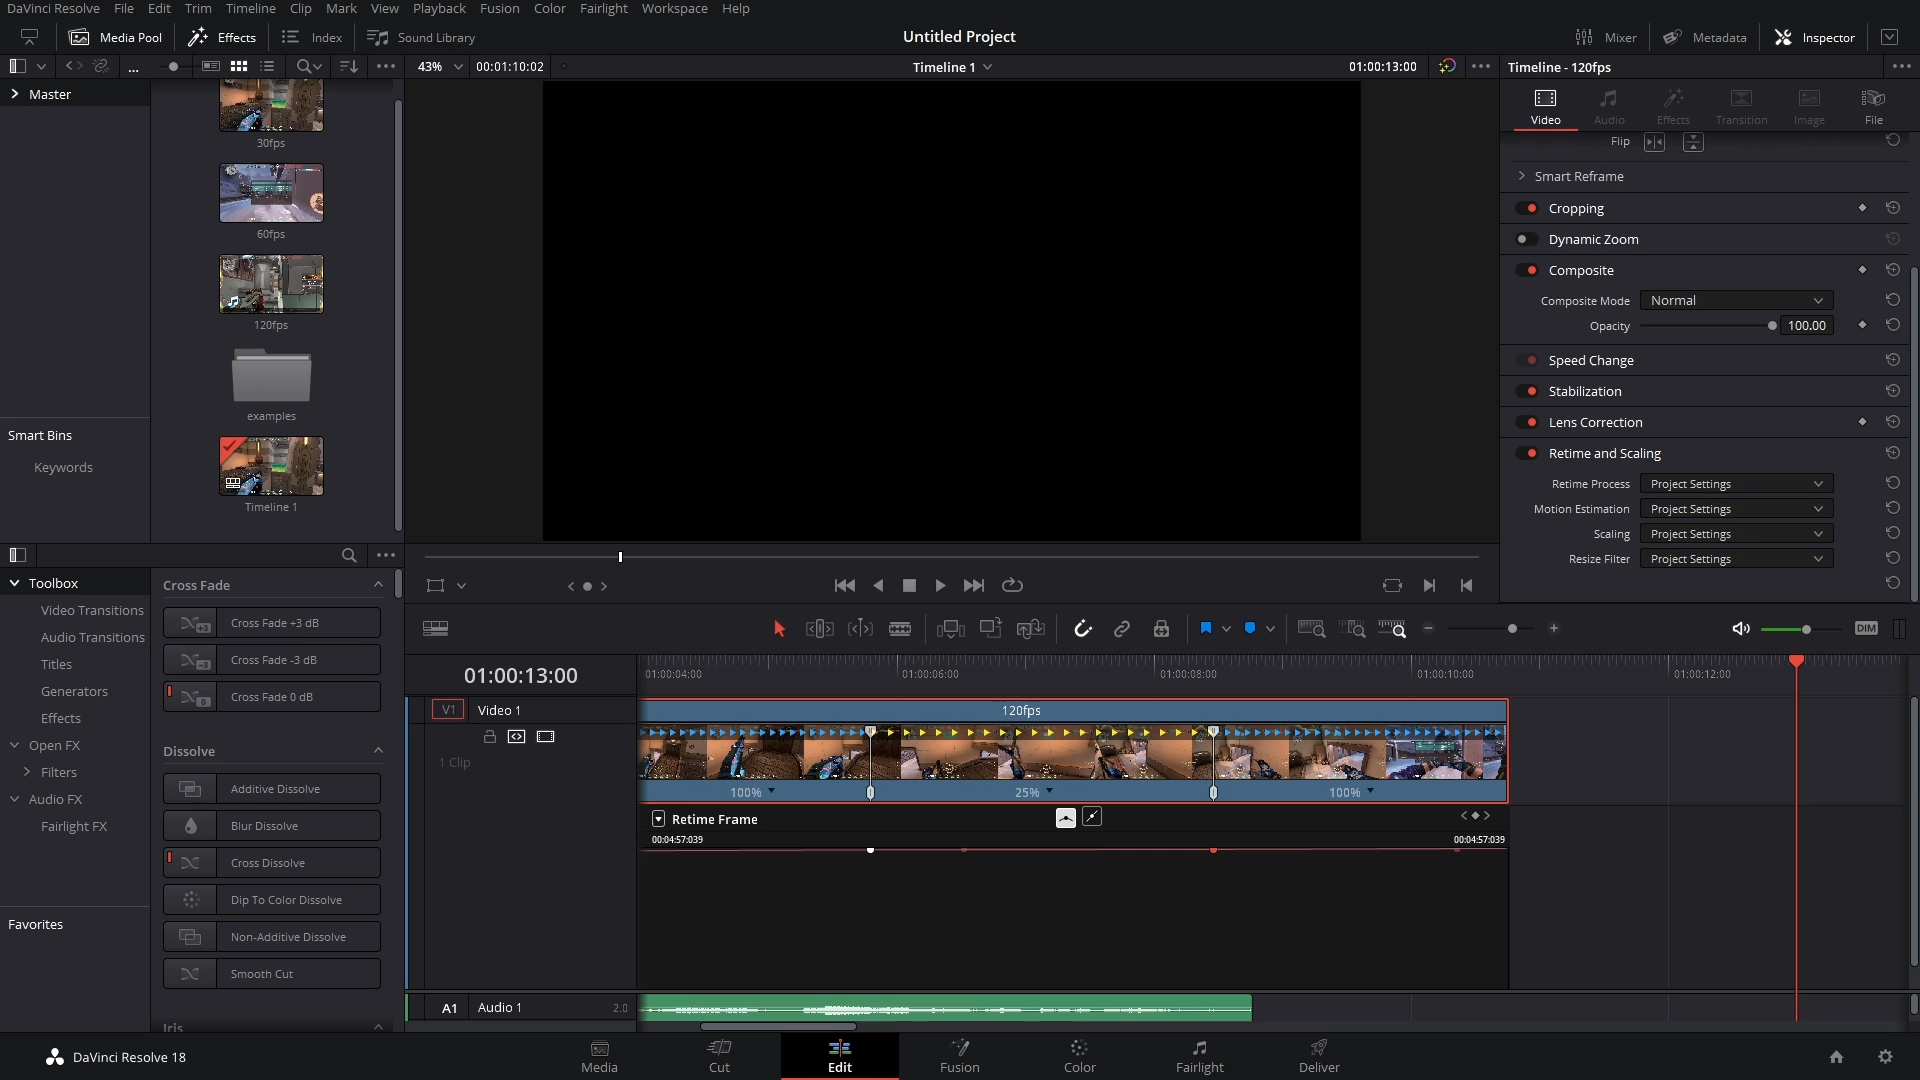 DaVinci Resolve File Edit Trim Timeline Clip Mark View Playback Fusion Color Fairlight Workspace Help
Media Pool Effects Index Sound Library Untitled Project Mixer Metadata Inspector
43% 00:01:10:02 Timeline 1 01:00:13:00 Timeline - 120fps
Master
30fps
60fps
120fps
examples
Timeline 1
Smart Bins
Keywords
Video Audio Effects Transition Image File
Flip
Smart Reframe
Cropping
Dynamic Zoom
Composite
Composite Mode Normal
Opacity 100.00
Speed Change
Stabilization
Lens Correction
Retime and Scaling
Retime Process Project Settings
Motion Estimation Project Settings
Scaling Project Settings
Resize Filter Project Settings
Toolbox
Video Transitions
Audio Transitions
Titles
Generators
Effects
Open FX
Filters
Audio FX
Fairlight FX
Favorites
Cross Fade
+3 Cross Fade +3 dB
-3 Cross Fade -3 dB
0 Cross Fade 0 dB
Dissolve
Additive Dissolve
Blur Dissolve
Cross Dissolve
Dip To Color Dissolve
Non-Additive Dissolve
Smooth Cut
Iris
DIM
01:00:13:00 01:00:04:00 01:00:06:00 01:00:08:00 01:00:10:00 01:00:12:00
V1 Video 1 120fps
1 Clip
100% 25% 100%
Retime Frame
00:04:57:039 00:04:57:039
A1 Audio 1 2.0
DaVinci Resolve 18 Media Cut Edit Fusion Color Fairlight Deliver